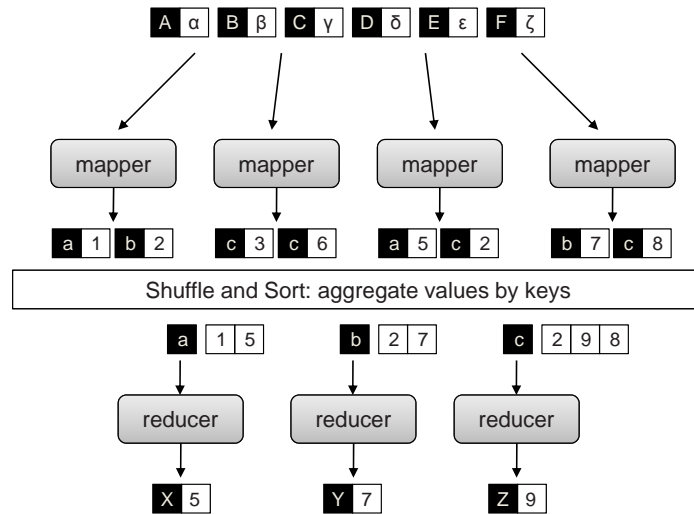 A α B β C γ D δ E ε F ζ
mapper mapper mapper mapper
a 1 b 2 c 3 c 6 a 5 c 2 b 7 c 8
Shuffle and Sort: aggregate values by keys
a 1 5 b 2 7 c 2 9 8
reducer reducer reducer
X 5 Y 7 Z 9